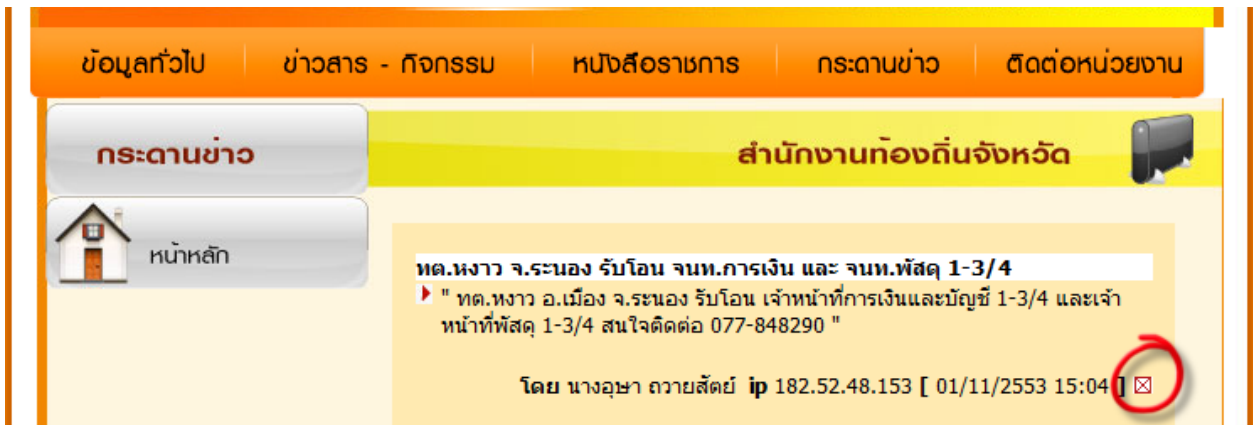 ข้อมูลทั่วไป ข่าวสาร - กิจกรรม หนังสือราชการ กระดานข่าว ติดต่อหน่วยงาน
กระดานข่าว
สำนักงานท้องถิ่นจังหวัด
หน้าหลัก
ทต.หงาว จ.ระนอง รับโอน จนท.การเงิน และ จนท.พัสดุ 1-3/4
" ทต.หงาว อ.เมือง จ.ระนอง รับโอน เจ้าหน้าที่การเงินและบัญชี 1-3/4 และเจ้า
หน้าที่พัสดุ 1-3/4 สนใจติดต่อ 077-848290 "
โดย นางอุษา ถวายสัตย์ ip 182.52.48.153 [ 01/11/2553 15:04 ]